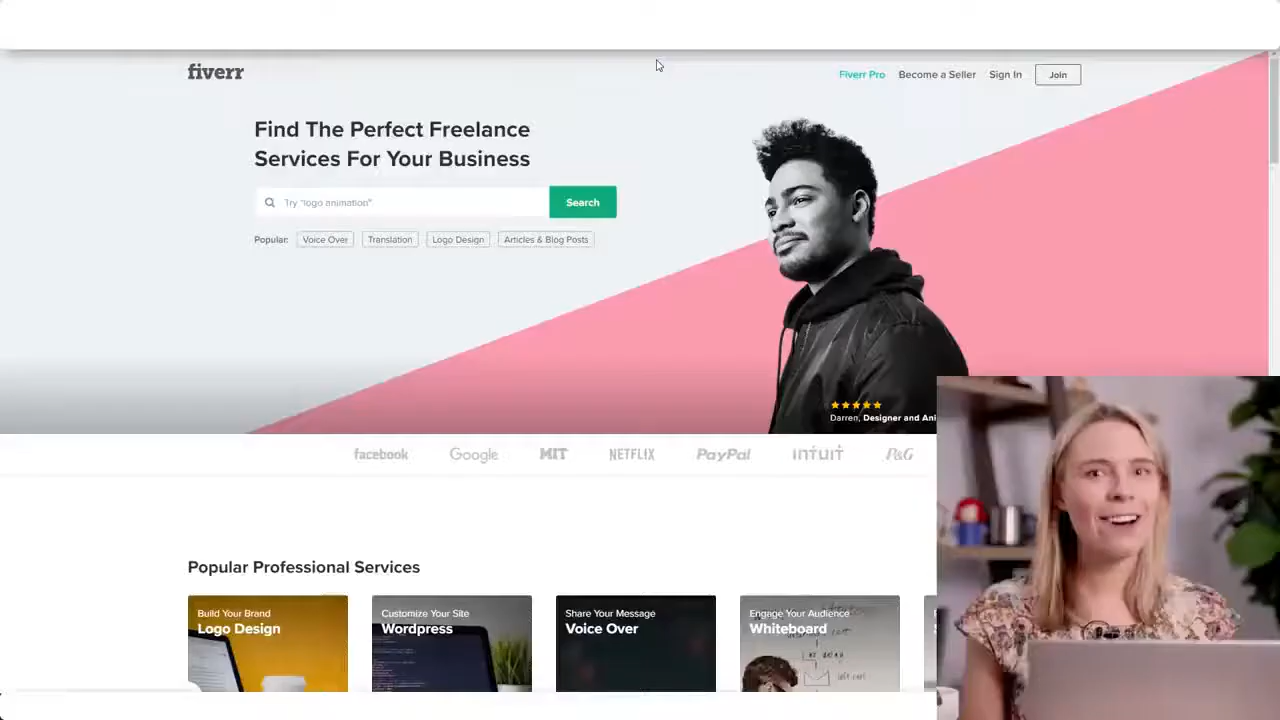 fiverr
Fiverr Pro
Become a Seller
Sign In
Join
Find The Perfect Freelance
Services For Your Business
Try "logo animation"
Search
Popular:
Voice Over
Translation
Logo Design
Articles & Blog Posts
★★★★★
Darren, Designer and Ani
facebook
Google
MIT
NETFLIX
PayPal
intuit
P&G
Popular Professional Services
Build Your Brand
Logo Design
Customize Your Site
Wordpress
Share Your Message
Voice Over
Engage Your Audience
Whiteboard